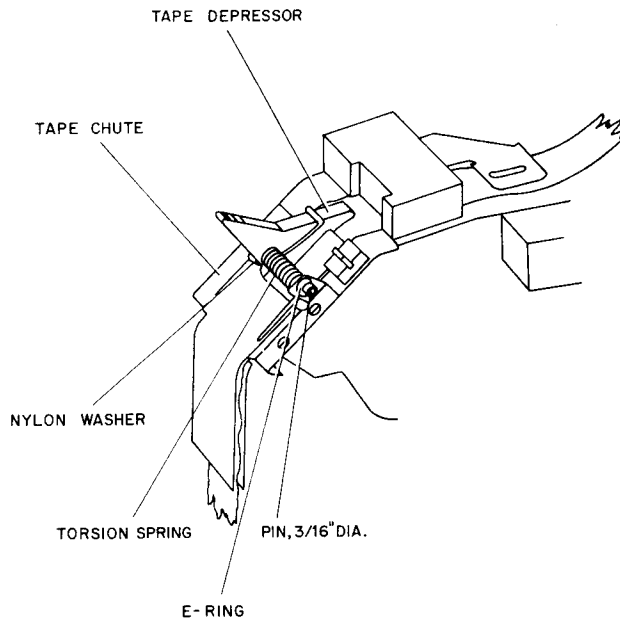 TAPE DEPRESSOR
TAPE CHUTE
NYLON WASHER
TORSION SPRING
PIN, 3/16" DIA.
E-RING